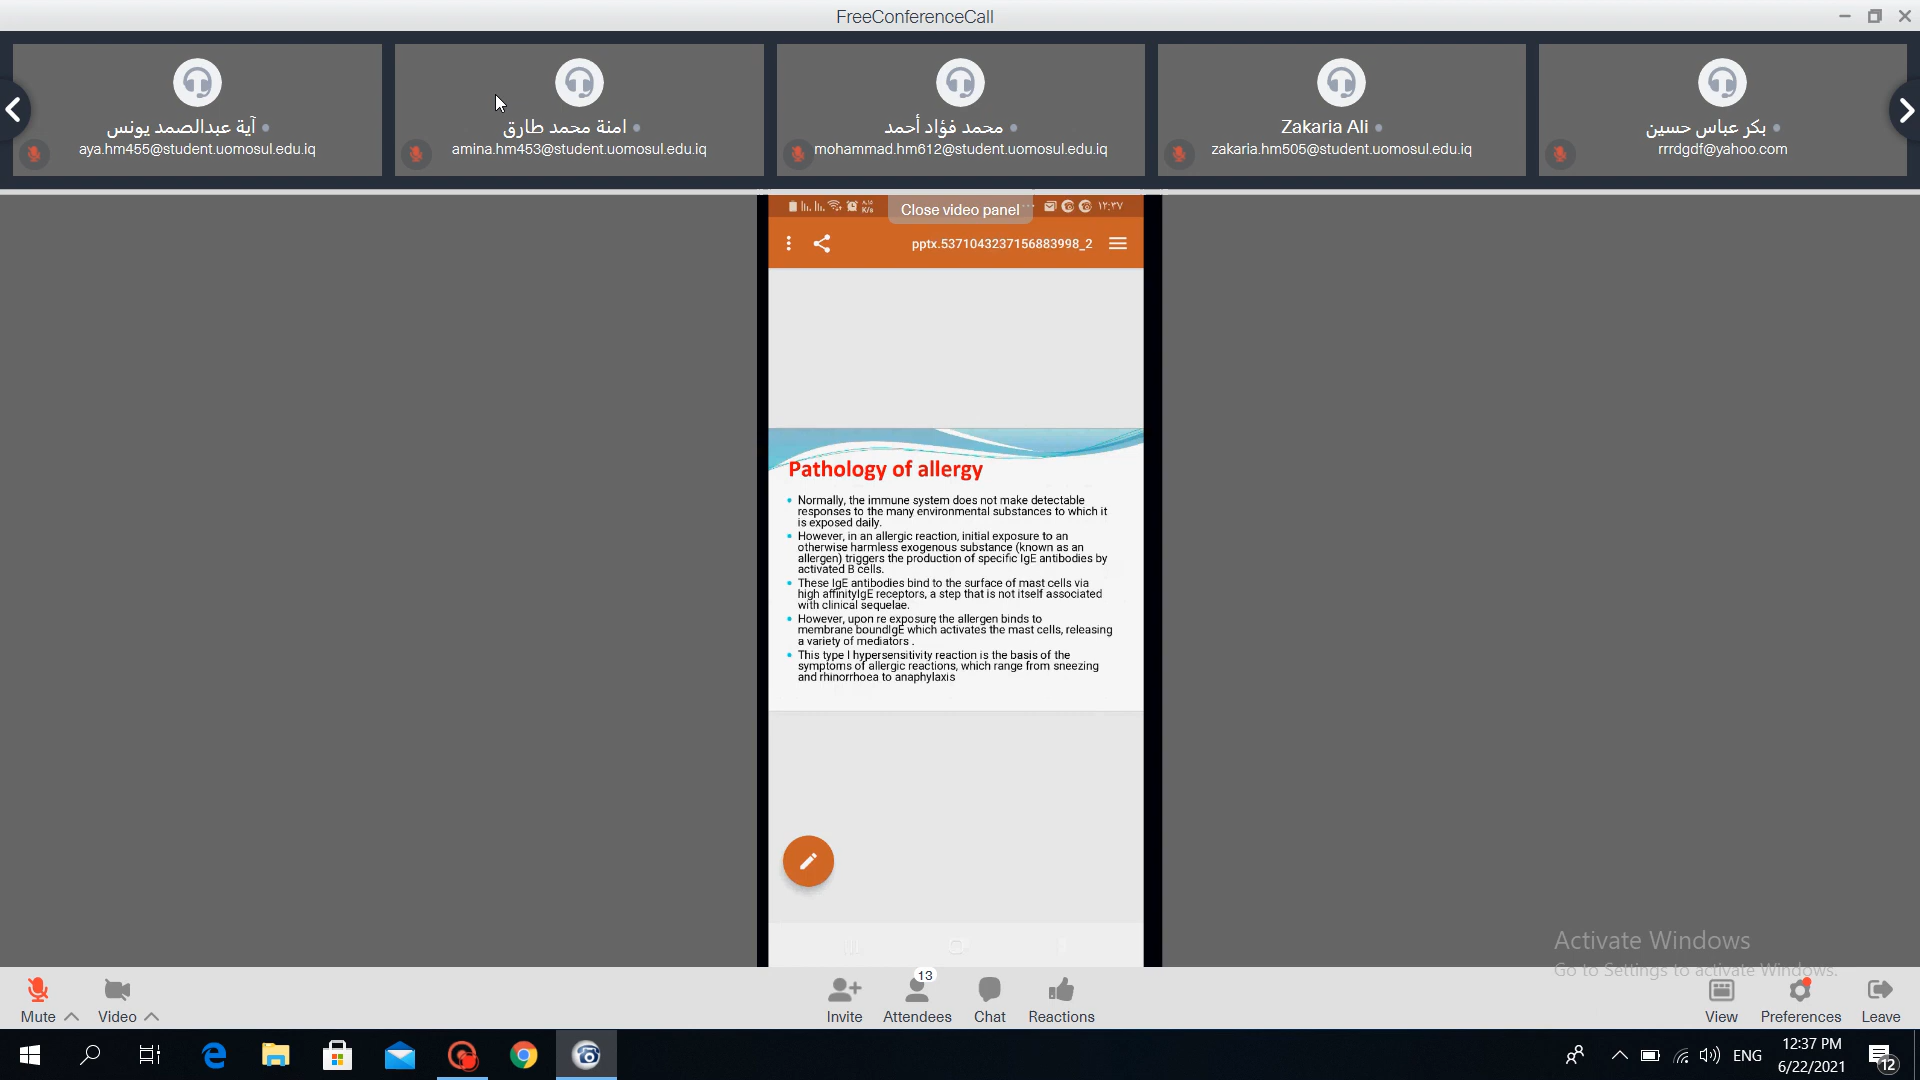 FreeConferenceCall
آية عبدالصمد يونس
aya.hm455@student.uomosul.edu.iq
امنة محمد طارق
amina.hm453@student.uomosul.edu.iq
محمد فؤاد أحمد
mohammad.hm612@student.uomosul.edu.iq
Zakaria Ali
zakaria.hm505@student.uomosul.edu.iq
بكر عباس حسين
rrrdgdf@yahoo.com
K/s
Close video panel
١٢:٣٧
pptx.5371043237156883998_2
Pathology of allergy
Normally, the immune system does not make detectable
responses to the many environmental substances to which it
is exposed daily.
However, in an allergic reaction, initial exposure to an
otherwise harmless exogenous substance (known as an
allergen) triggers the production of specific IgE antibodies by
activated B cells.
These IgE antibodies bind to the surface of mast cells via
high affinityIgE receptors, a step that is not itself associated
with clinical sequelae.
However, upon re exposure the allergen binds to
membrane boundIgE which activates the mast cells, releasing
a variety of mediators .
This type I hypersensitivity reaction is the basis of the
symptoms of allergic reactions, which range from sneezing
and rhinorrhoea to anaphylaxis
Activate Windows
Go to Settings to activate Windows.
Mute
Video
Invite
13
Attendees
Chat
Reactions
View
Preferences
Leave
ENG
12:37 PM
6/22/2021
12